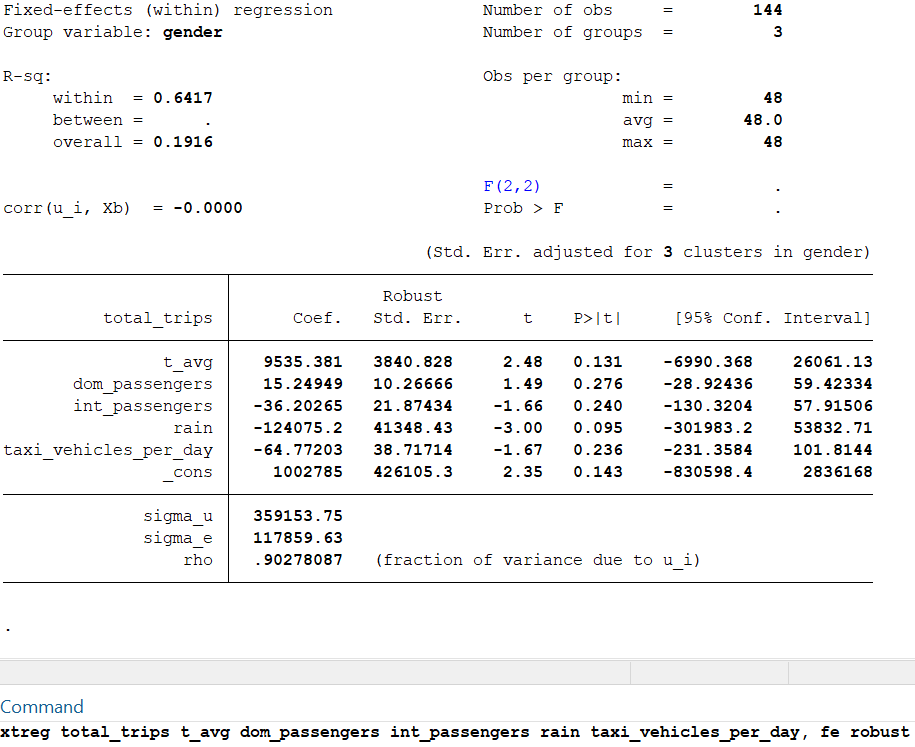 Fixed-effects (within) regression Number of obs = 144
Group variable: gender Number of groups = 3
R-sq: Obs per group:
within = 0.6417 min = 48
between = . avg = 48.0
overall = 0.1916 max = 48
F(2,2) = .
corr(u_i, Xb) = -0.0000 Prob > F = .
(Std. Err. adjusted for 3 clusters in gender)
Robust
total_trips Coef. Std. Err. t P>|t| [95% Conf. Interval]
t_avg 9535.381 3840.828 2.48 0.131 -6990.368 26061.13
dom_passengers 15.24949 10.26666 1.49 0.276 -28.92436 59.42334
int_passengers -36.20265 21.87434 -1.66 0.240 -130.3204 57.91506
rain -124075.2 41348.43 -3.00 0.095 -301983.2 53832.71
taxi_vehicles_per_day -64.77203 38.71714 -1.67 0.236 -231.3584 101.8144
_cons 1002785 426105.3 2.35 0.143 -830598.4 2836168
sigma_u 359153.75
sigma_e 117859.63
rho .90278087 (fraction of variance due to u_i)
.
Command
xtreg total_trips t_avg dom_passengers int_passengers rain taxi_vehicles_per_day, fe robust